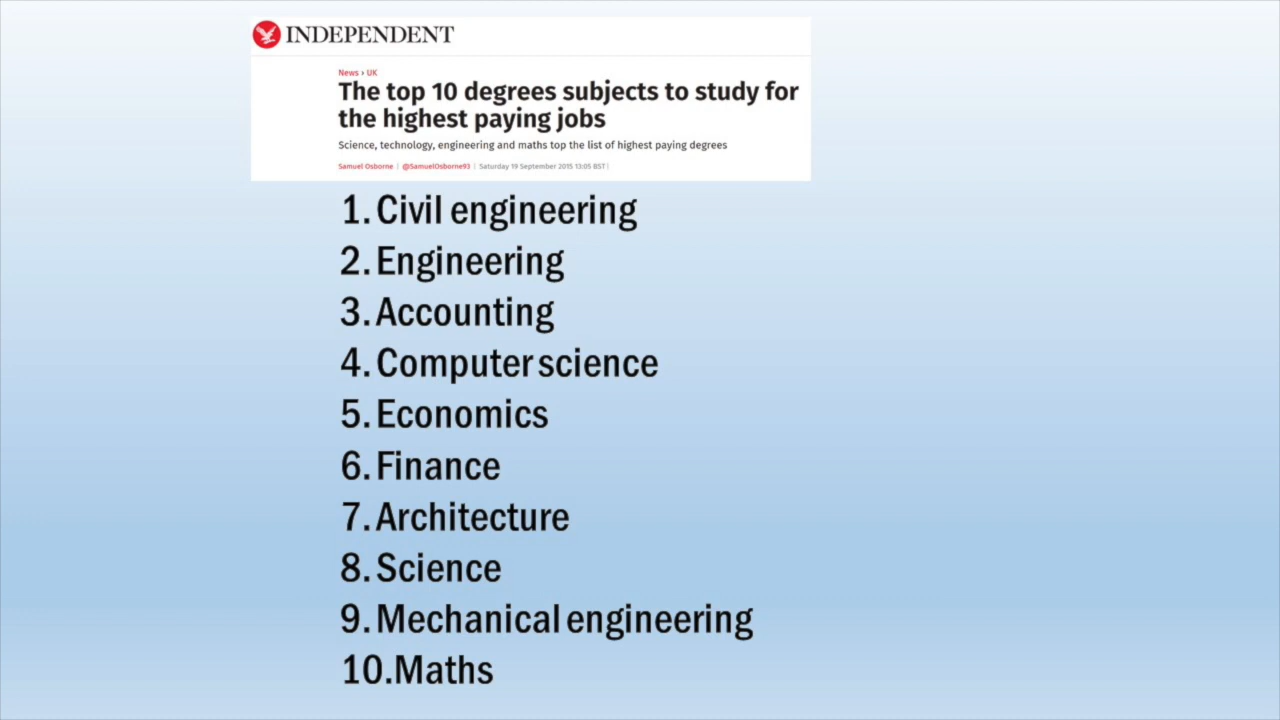 INDEPENDENT
News › UK
The top 10 degrees subjects to study for
the highest paying jobs
Science, technology, engineering and maths top the list of highest paying degrees
Samuel Osborne | @SamuelOsborne93 | Saturday 19 September 2015 13:05 BST |
1. Civil engineering
2. Engineering
3. Accounting
4. Computer science
5. Economics
6. Finance
7. Architecture
8. Science
9. Mechanical engineering
10. Maths